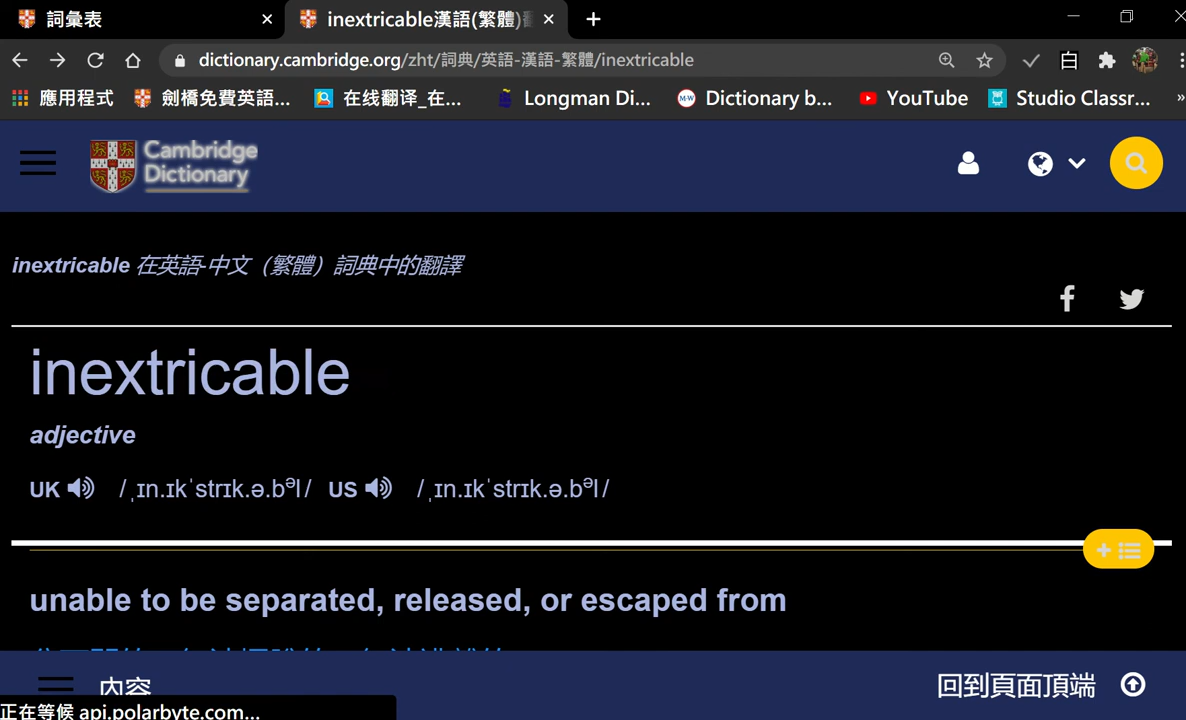 詞彙表
inextricable漢語(繁體)
dictionary.cambridge.org/zht/詞典/英語-漢語-繁體/inextricable
白
應用程式
劍橋免費英語...
在线翻译_在...
Longman Di...
M-W Dictionary b...
YouTube
Studio Classr...
»
Cambridge
Dictionary
inextricable 在英語-中文（繁體）詞典中的翻譯
inextricable
adjective
UK /ˌɪn.ɪkˈstrɪk.ə.bəl/ US /ˌɪn.ɪkˈstrɪk.ə.bəl/
unable to be separated, released, or escaped from
內容
回到頁面頂端
正在等候 api.polarbyte.com...